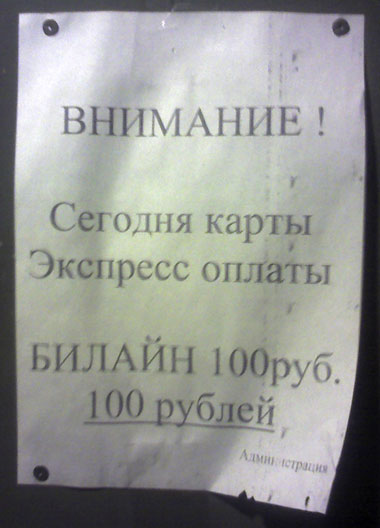 ВНИМАНИЕ !
Сегодня карты
Экспресс оплаты
БИЛАЙН 100руб.
100 рублей
Администрация